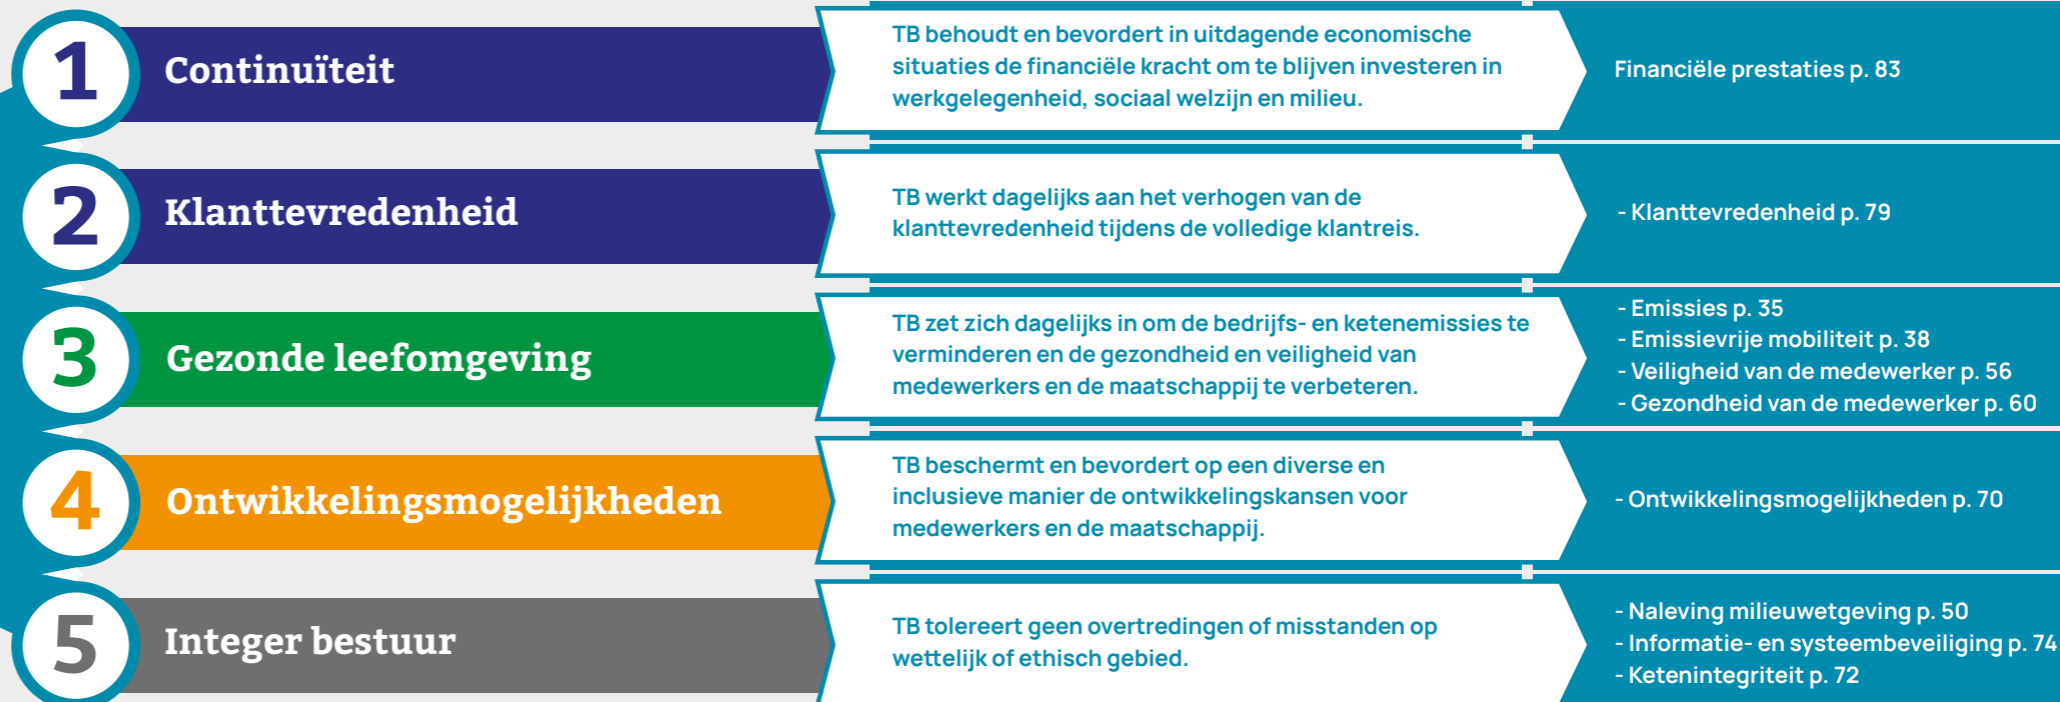 1
Continuïteit
TB behoudt en bevordert in uitdagende economische
situaties de financiële kracht om te blijven investeren in
werkgelegenheid, sociaal welzijn en milieu.
Financiële prestaties p. 83
2
Klanttevredenheid
TB werkt dagelijks aan het verhogen van de
klanttevredenheid tijdens de volledige klantreis.
- Klanttevredenheid p. 79
3
Gezonde leefomgeving
TB zet zich dagelijks in om de bedrijfs- en ketenemissies te
verminderen en de gezondheid en veiligheid van
medewerkers en de maatschappij te verbeteren.
- Emissies p. 35
- Emissievrije mobiliteit p. 38
- Veiligheid van de medewerker p. 56
- Gezondheid van de medewerker p. 60
4
Ontwikkelingsmogelijkheden
TB beschermt en bevordert op een diverse en
inclusieve manier de ontwikkelingskansen voor
medewerkers en de maatschappij.
- Ontwikkelingsmogelijkheden p. 70
5
Integer bestuur
TB tolereert geen overtredingen of misstanden op
wettelijk of ethisch gebied.
- Naleving milieuwetgeving p. 50
- Informatie- en systeembeveiliging p. 74
- Ketenintegriteit p. 72